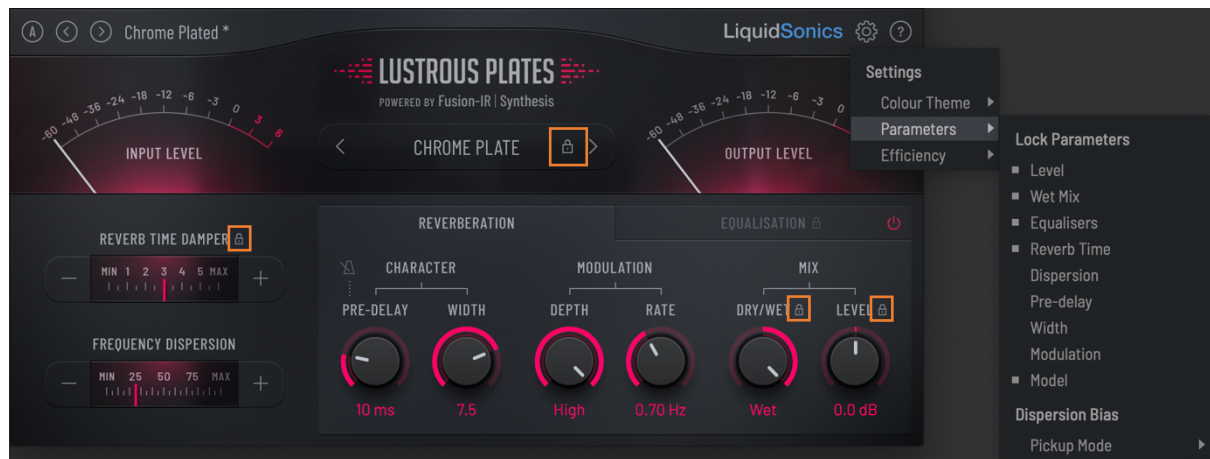 A
Chrome Plated *
LiquidSonics
?
LUSTROUS PLATES
POWERED BY Fusion-IR | Synthesis
CHROME PLATE
-60 -48 -36 -24 -18 -12 -6 -3 0 3 6
INPUT LEVEL
-60 -48 -36 -24 -18 -12 -6 -3 0
OUTPUT LEVEL
Settings
Colour Theme
Parameters
Efficiency
Lock Parameters
Level
Wet Mix
Equalisers
Reverb Time
Dispersion
Pre-delay
Width
Modulation
Model
Dispersion Bias
Pickup Mode
REVERB TIME DAMPER
MIN 1 2 3 4 5 MAX
FREQUENCY DISPERSION
MIN 25 50 75 MAX
REVERBERATION
EQUALISATION
CHARACTER
MODULATION
MIX
PRE-DELAY WIDTH DEPTH RATE DRY/WET LEVEL
10 ms 7.5 High 0.70 Hz Wet 0.0 dB